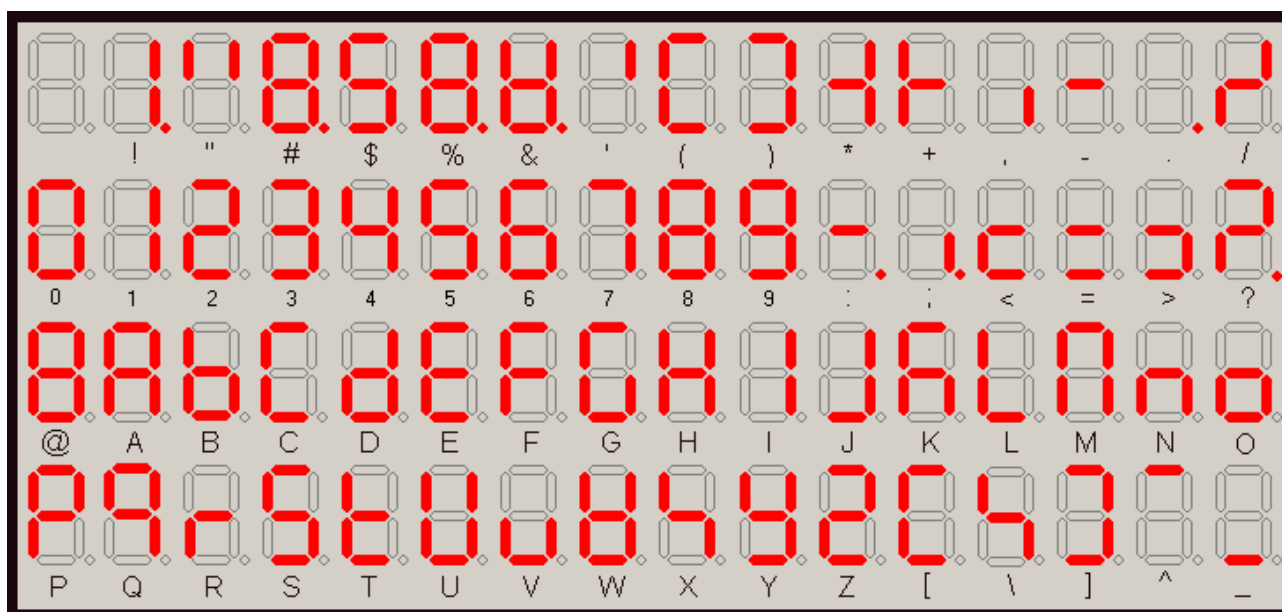 ! " # $ % & ' ( ) * + , - . /
0 1 2 3 4 5 6 7 8 9 : ; < = > ?
@ A B C D E F G H I J K L M N O
P Q R S T U V W X Y Z [ \ ] ^ _